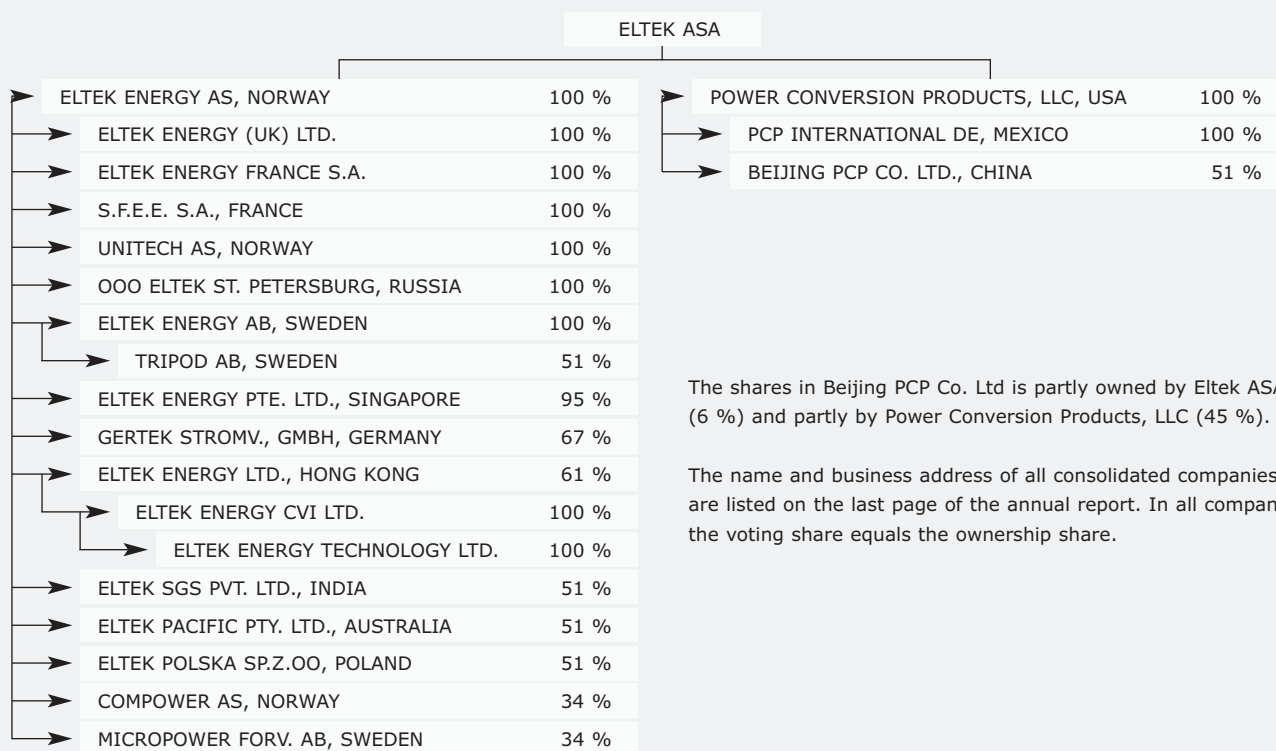 ELTEK ASA
ELTEK ENERGY AS, NORWAY 100 %
ELTEK ENERGY (UK) LTD. 100 %
ELTEK ENERGY FRANCE S.A. 100 %
S.F.E.E. S.A., FRANCE 100 %
UNITECH AS, NORWAY 100 %
OOO ELTEK ST. PETERSBURG, RUSSIA 100 %
ELTEK ENERGY AB, SWEDEN 100 %
TRIPOD AB, SWEDEN 51 %
ELTEK ENERGY PTE. LTD., SINGAPORE 95 %
GERTEK STROMV., GMBH, GERMANY 67 %
ELTEK ENERGY LTD., HONG KONG 61 %
ELTEK ENERGY CVI LTD. 100 %
ELTEK ENERGY TECHNOLOGY LTD. 100 %
ELTEK SGS PVT. LTD., INDIA 51 %
ELTEK PACIFIC PTY. LTD., AUSTRALIA 51 %
ELTEK POLSKA SP.Z.OO, POLAND 51 %
COMPOWER AS, NORWAY 34 %
MICROPOWER FORV. AB, SWEDEN 34 %
POWER CONVERSION PRODUCTS, LLC, USA 100 %
PCP INTERNATIONAL DE, MEXICO 100 %
BEIJING PCP CO. LTD., CHINA 51 %
The shares in Beijing PCP Co. Ltd is partly owned by Eltek ASA
(6 %) and partly by Power Conversion Products, LLC (45 %).
The name and business address of all consolidated companies
are listed on the last page of the annual report. In all compan
the voting share equals the ownership share.